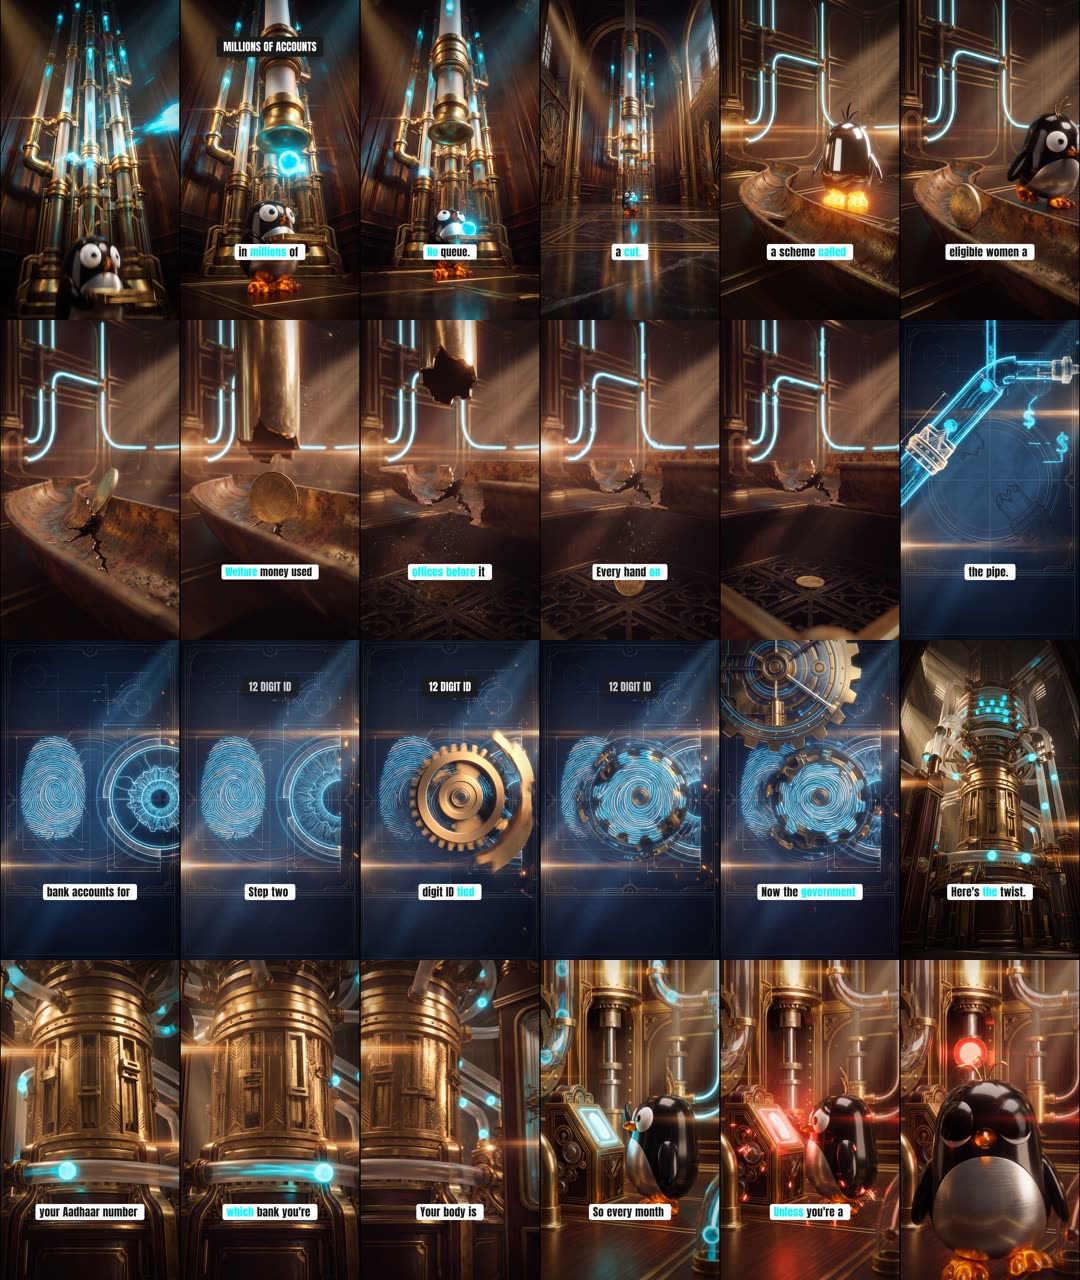 MILLIONS OF ACCOUNTS
in millions of
No queue.
a cut.
a scheme called
eligible women a
Welfare money used
offices before it
Every hand on
the pipe.
bank accounts for
12 DIGIT ID
Step two
12 DIGIT ID
digit ID tied
12 DIGIT ID
Now the government
Here's the twist.
your Aadhaar number
which bank you're
Your body is
So every month
Unless you're a